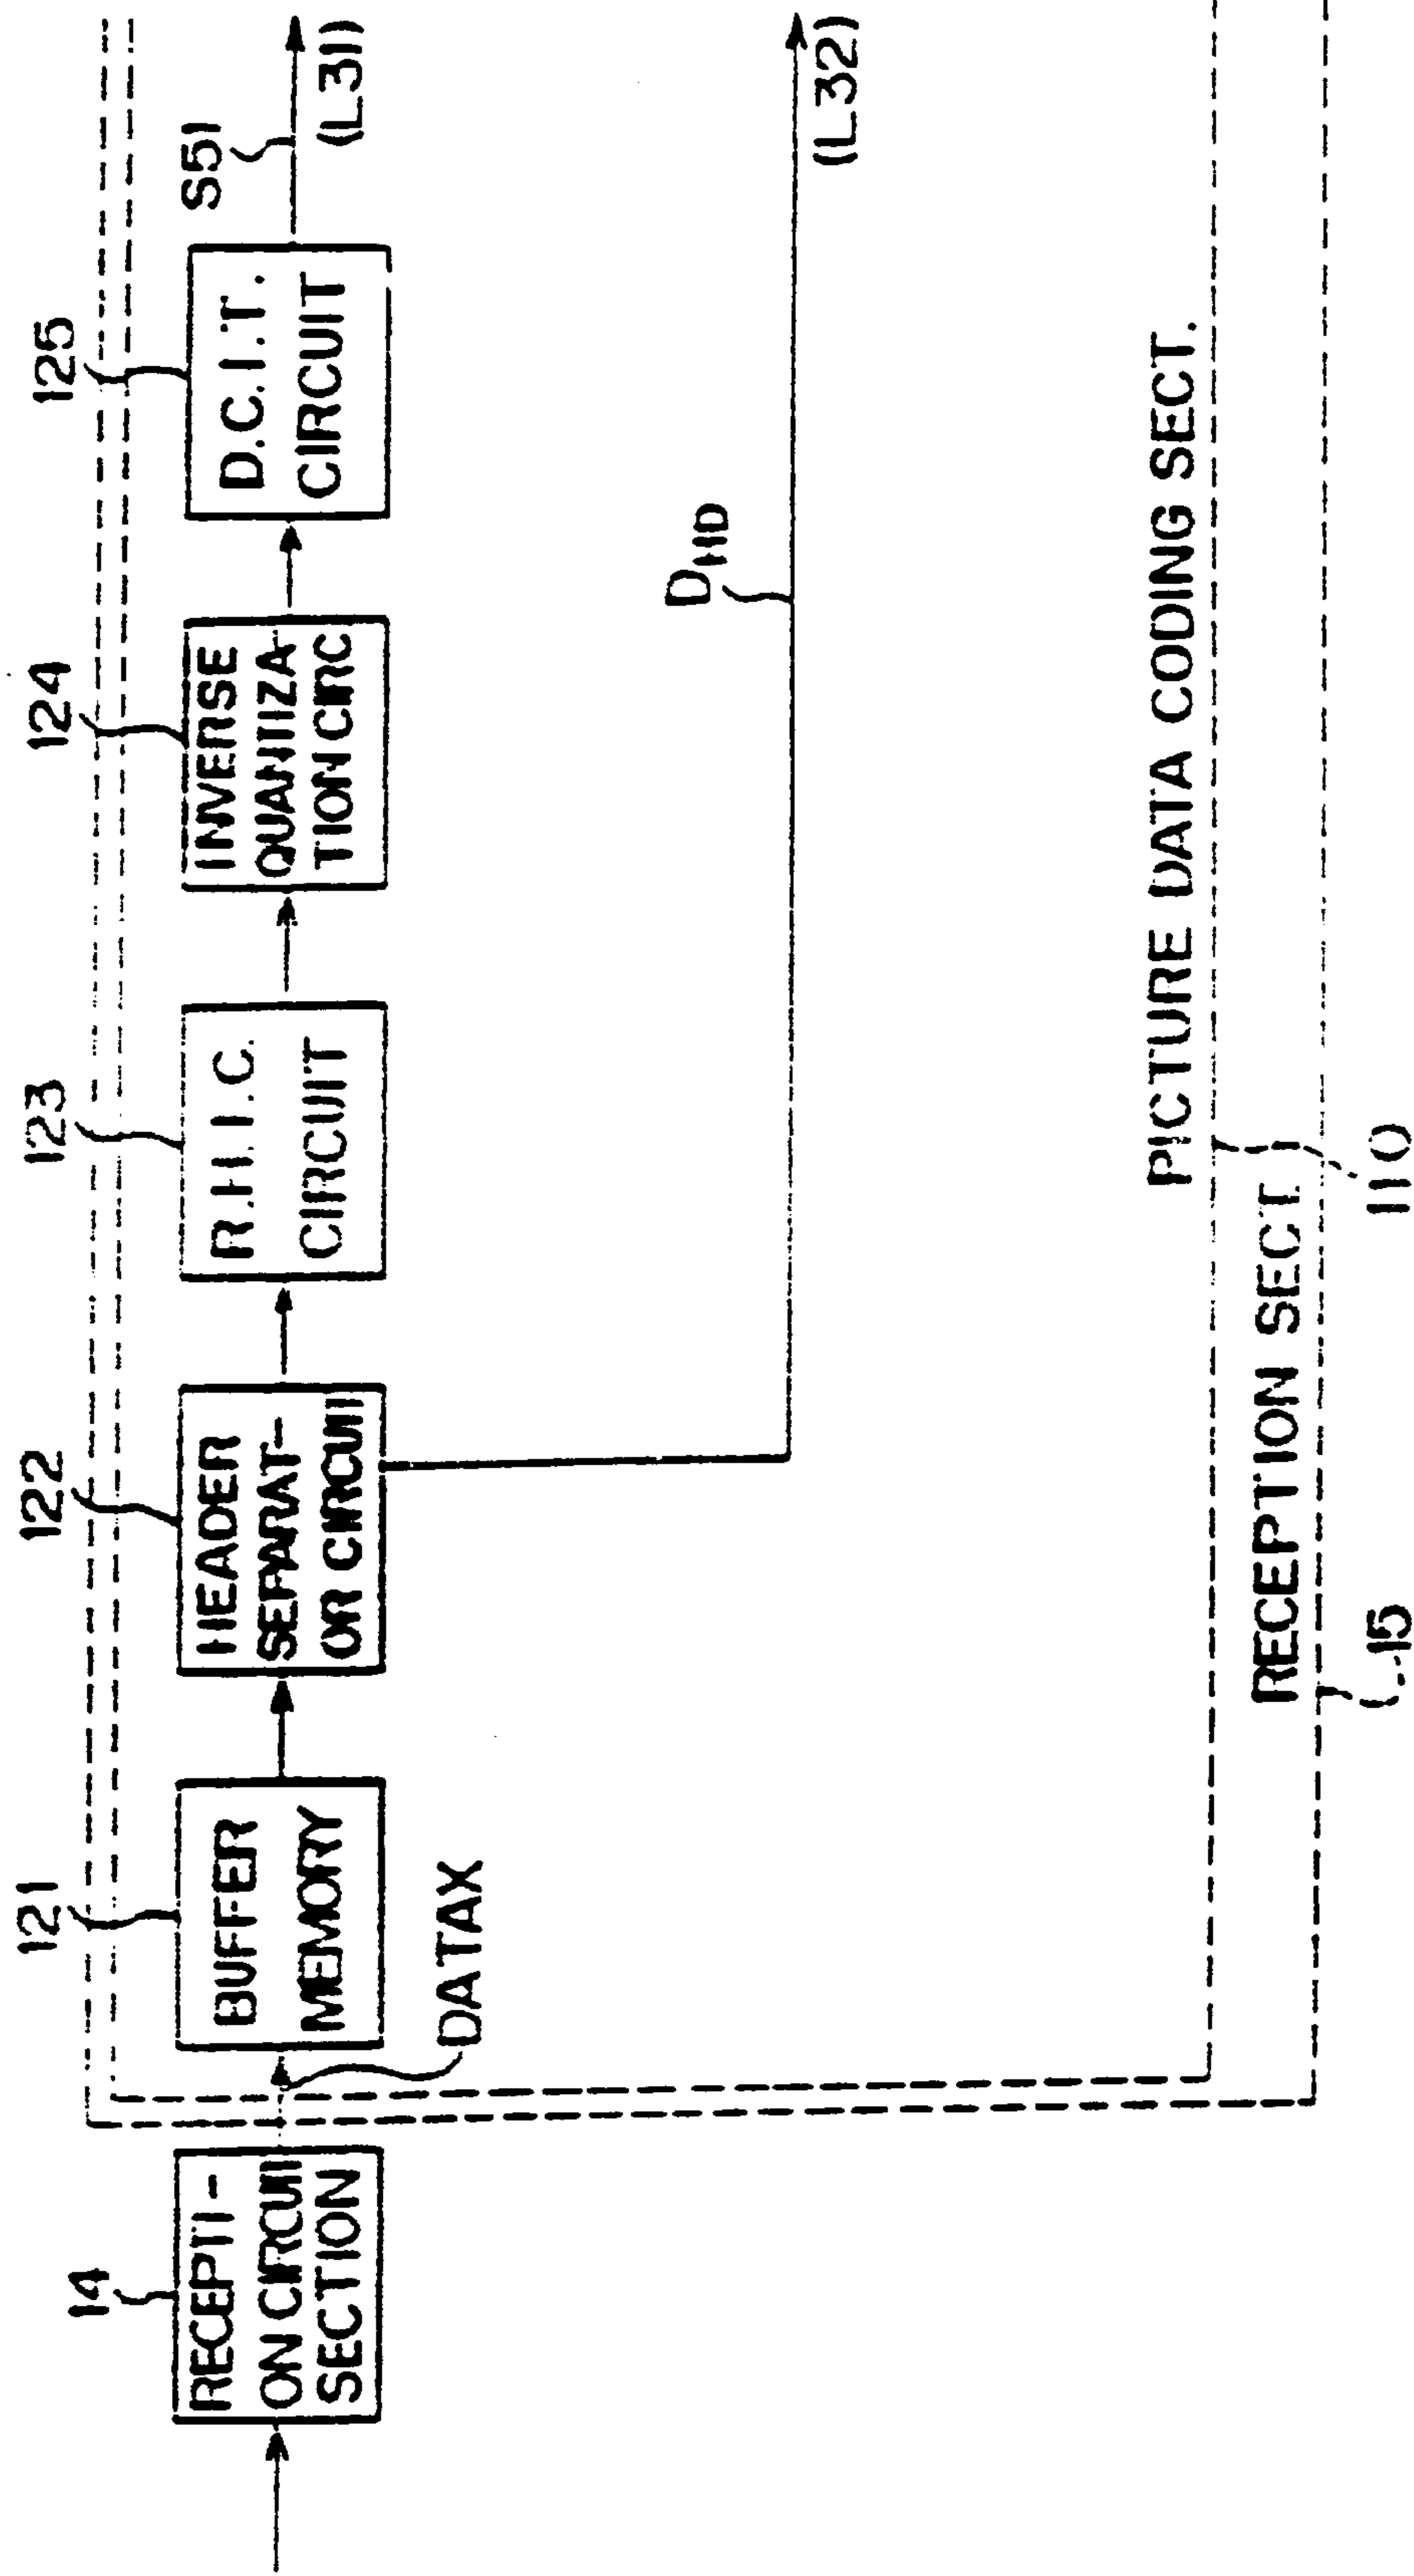 14
RECEPTI-
ON CIRCUIT
SECTION
DATAX
121
BUFFER
MEMORY
122
HEADER
SEPARAT-
OR CIRCUIT
123
R.H.I.C.
CIRCUIT
124
INVERSE
QUANTIZA
TION CIRC
125
D.C.I.T.
CIRCUIT
S51
(L31)
DHD
(L32)
PICTURE DATA CODING SECT.
110
RECEPTION SECT.
15